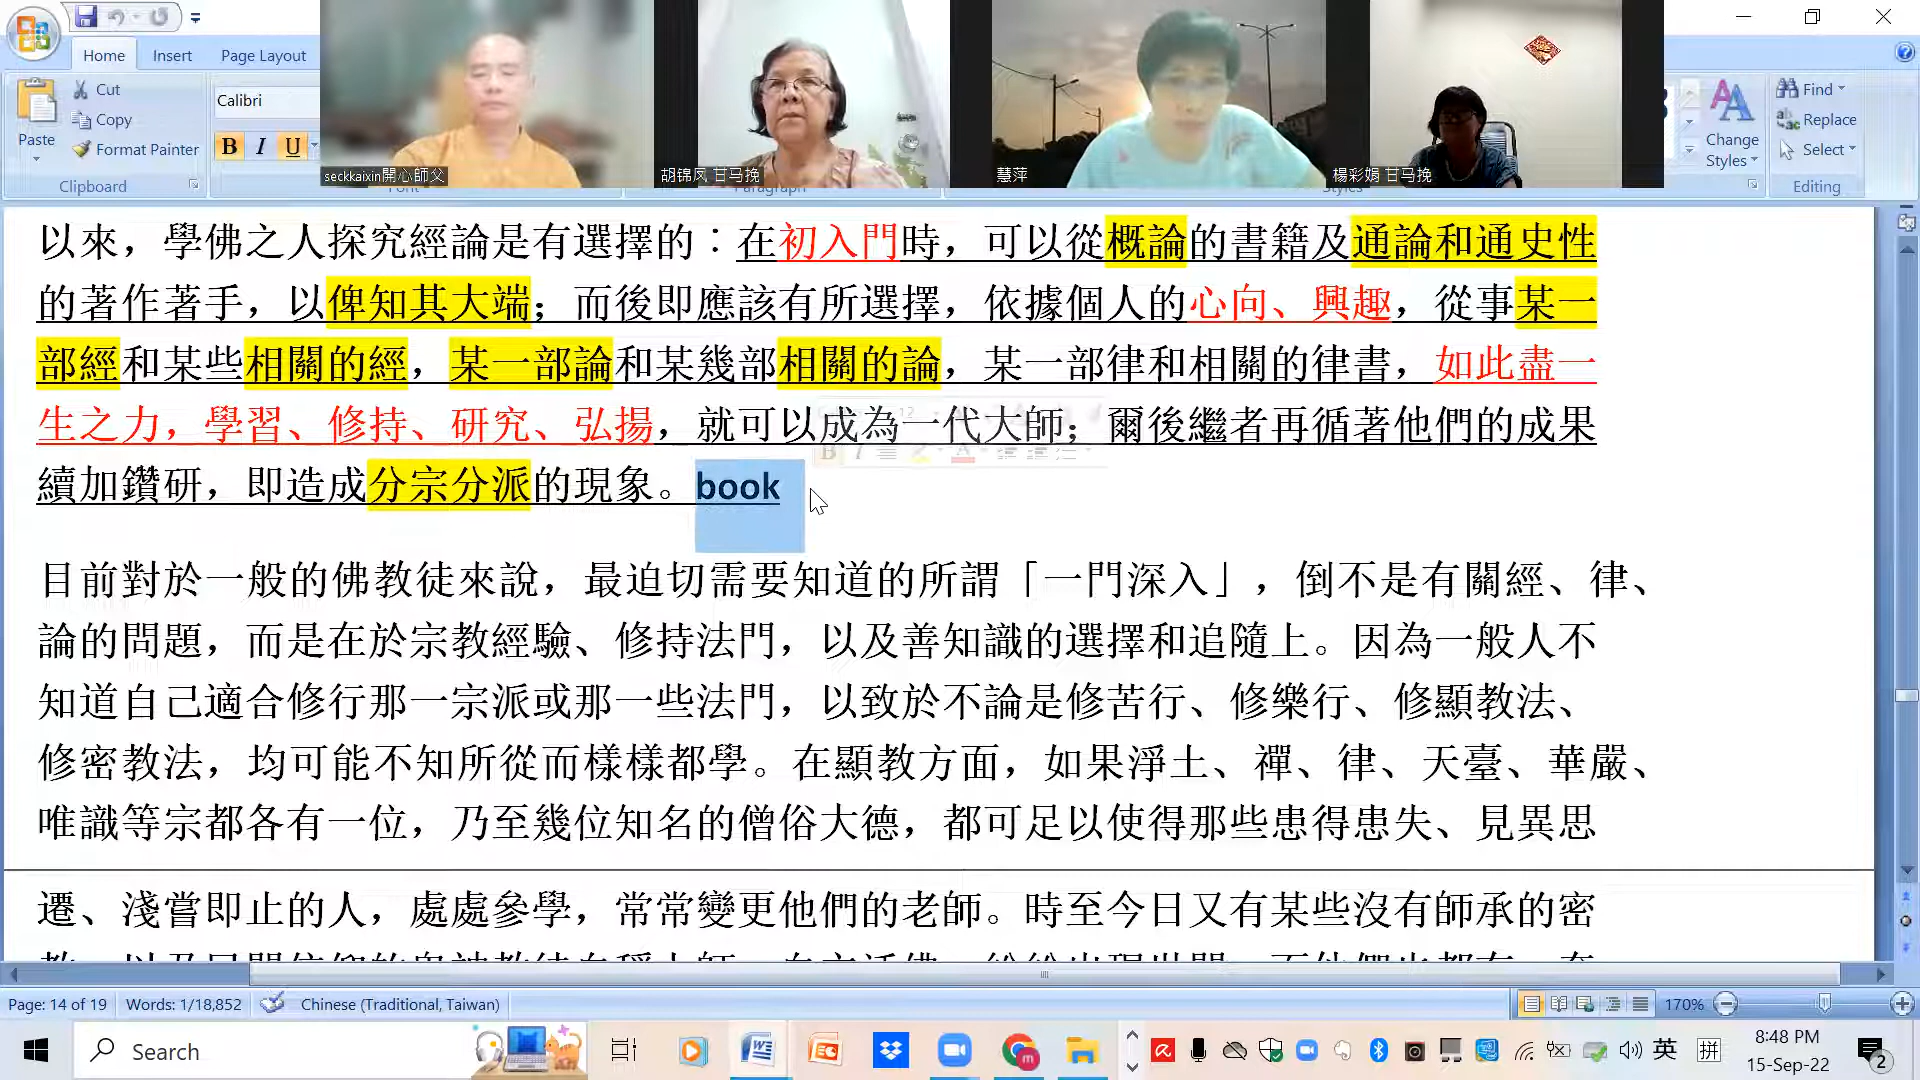 Home Insert Page Layout
Cut
Copy
Paste
Format Painter
Clipboard
Calibri
B I U
Find
Replace
Change Styles
Select
Editing
seckkaixin開心師父
胡锦凤 甘马挽
慧萍
楊彩娟 甘马挽
以來，學佛之人探究經論是有選擇的：在初入門時，可以從概論的書籍及通論和通史性
的著作著手，以俾知其大端；而後即應該有所選擇，依據個人的心向、興趣，從事某一
部經和某些相關的經，某一部論和某幾部相關的論，某一部律和相關的律書，如此盡一
生之力，學習、修持、研究、弘揚，就可以成為一代大師；爾後繼者再循著他們的成果
續加鑽研，即造成分宗分派的現象。book
目前對於一般的佛教徒來說，最迫切需要知道的所謂「一門深入」，倒不是有關經、律、
論的問題，而是在於宗教經驗、修持法門，以及善知識的選擇和追隨上。因為一般人不
知道自己適合修行那一宗派或那一些法門，以致於不論是修苦行、修樂行、修顯教法、
修密教法，均可能不知所從而樣樣都學。在顯教方面，如果淨土、禪、律、天臺、華嚴、
唯識等宗都各有一位，乃至幾位知名的僧俗大德，都可足以使得那些患得患失、見異思
遷、淺嘗即止的人，處處參學，常常變更他們的老師。時至今日又有某些沒有師承的密
Page: 14 of 19 Words: 1/18,852 Chinese (Traditional, Taiwan) 170%
Search
英 拼
8:48 PM
15-Sep-22
2